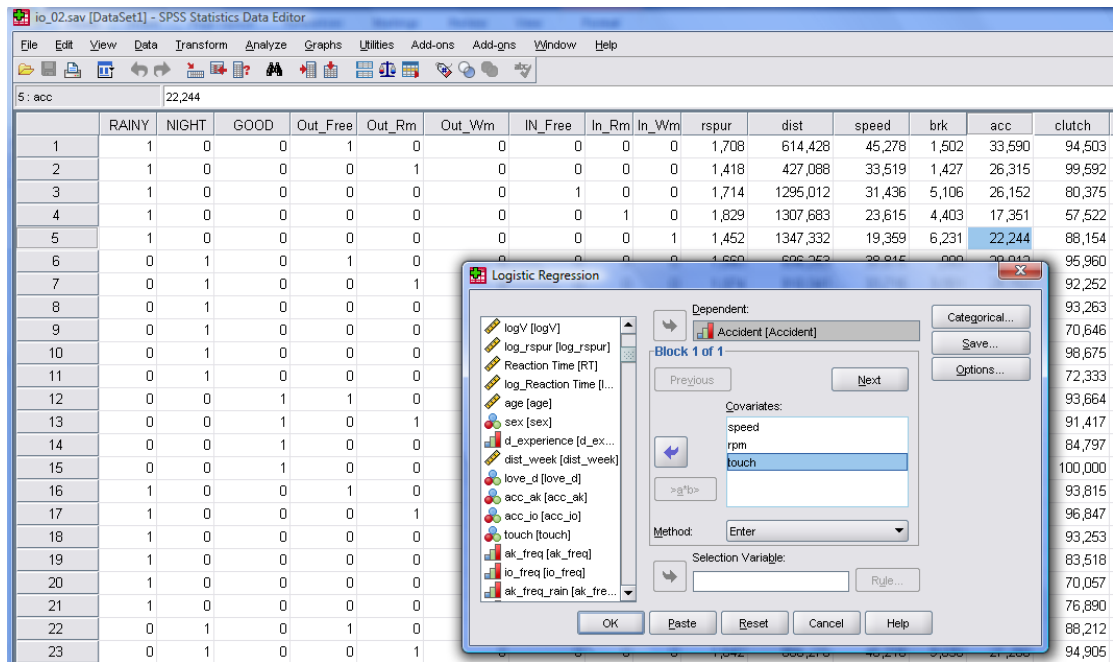 io_02.sav [DataSet1] - SPSS Statistics Data Editor
File Edit View Data Transform Analyze Graphs Utilities Add-ons Add-ons Window Help
5 : acc 22,244
RAINY NIGHT GOOD Out_Free Out_Rm Out_Wm IN_Free In_Rm In_Wm rspur dist speed brk acc clutch
1 1 0 0 1 0 0 0 0 0 1,708 614,428 45,278 1,502 33,590 94,503
2 1 0 0 0 1 0 0 0 0 1,418 427,088 33,519 1,427 26,315 99,592
3 1 0 0 0 0 0 1 0 0 1,714 1295,012 31,436 5,106 26,152 80,375
4 1 0 0 0 0 0 0 1 0 1,829 1307,683 23,615 4,403 17,351 57,522
5 1 0 0 0 0 0 0 0 1 1,452 1347,332 19,359 6,231 22,244 88,154
6 0 1 0 1 0 95,960
7 0 1 0 0 1 92,252
8 0 1 0 0 0 93,263
9 0 1 0 0 0 70,646
10 0 1 0 0 0 98,675
11 0 1 0 0 0 72,333
12 0 0 1 1 0 93,664
13 0 0 1 0 1 91,417
14 0 0 1 0 0 84,797
15 0 0 1 0 0 100,000
16 1 0 0 1 0 93,815
17 1 0 0 0 1 96,847
18 1 0 0 0 0 93,253
19 1 0 0 0 0 83,518
20 1 0 0 0 0 70,057
21 1 0 0 0 0 76,890
22 0 1 0 1 0 88,212
23 0 1 0 0 1 94,905
Logistic Regression
logV [logV]
log_rspur [log_rspur]
Reaction Time [RT]
log_Reaction Time [l...
age [age]
sex [sex]
d_experience [d_ex...
dist_week [dist_week]
love_d [love_d]
acc_ak [acc_ak]
acc_io [acc_io]
touch [touch]
ak_freq [ak_freq]
io_freq [io_freq]
ak_freq_rain [ak_fre...
Dependent:
Accident [Accident]
Block 1 of 1
Previous Next
Covariates:
speed
rpm
touch
>a*b>
Method: Enter
Selection Variable:
Rule...
Categorical...
Save...
Options...
OK Paste Reset Cancel Help